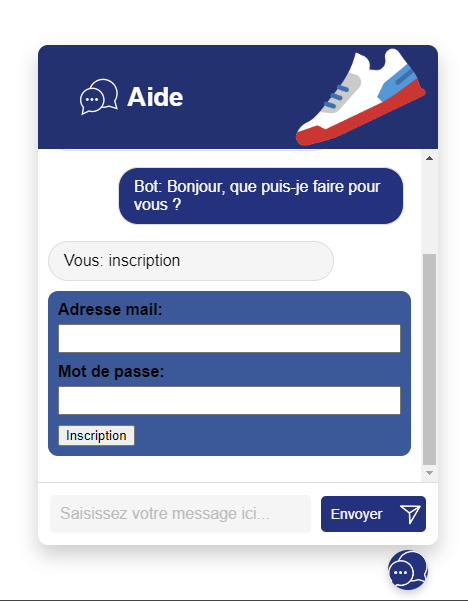 Aide
Bot: Bonjour, que puis-je faire pour
vous ?
Vous: inscription
Adresse mail:
Mot de passe:
Inscription
Saisissez votre message ici...
Envoyer